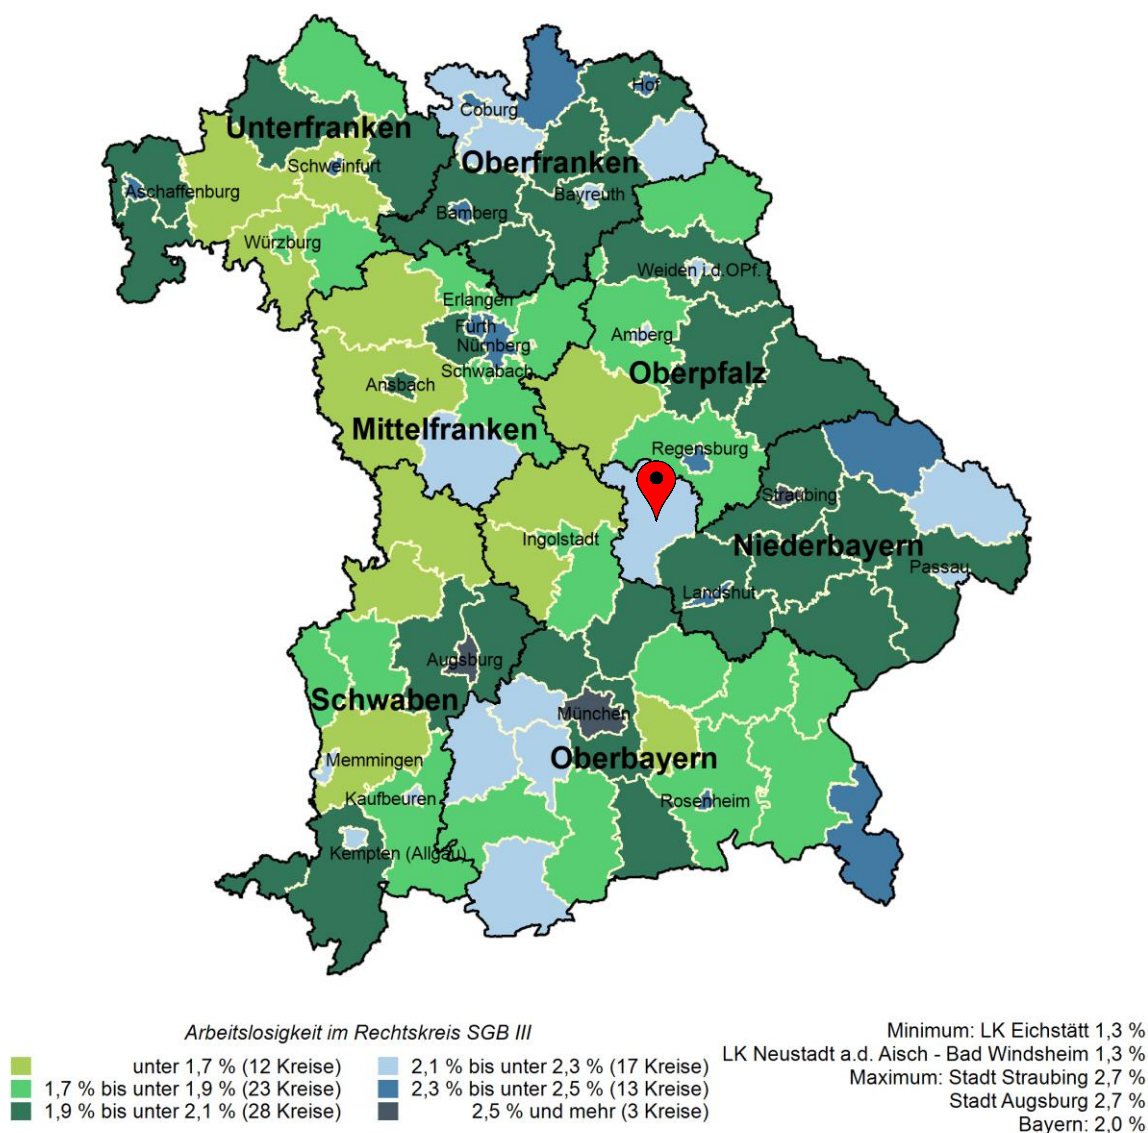 Hof
Coburg
Unterfranken
Oberfranken
Schweinfurt
Aschaffenburg
Bayreuth
Bamberg
Würzburg
Weiden i.d.OPf.
Erlangen
Fürth
Nürnberg
Amberg
Schwabach
Oberpfalz
Ansbach
Mittelfranken
Regensburg
Straubing
Ingolstadt
Niederbayern
Passau
Landshut
Augsburg
Schwaben
München
Oberbayern
Memmingen
Kaufbeuren
Rosenheim
Kempten (Allgäu)
Arbeitslosigkeit im Rechtskreis SGB III
unter 1,7 % (12 Kreise)
1,7 % bis unter 1,9 % (23 Kreise)
1,9 % bis unter 2,1 % (28 Kreise)
2,1 % bis unter 2,3 % (17 Kreise)
2,3 % bis unter 2,5 % (13 Kreise)
2,5 % und mehr (3 Kreise)
Minimum: LK Eichstätt 1,3 %
LK Neustadt a.d. Aisch - Bad Windsheim 1,3 %
Maximum: Stadt Straubing 2,7 %
Stadt Augsburg 2,7 %
Bayern: 2,0 %